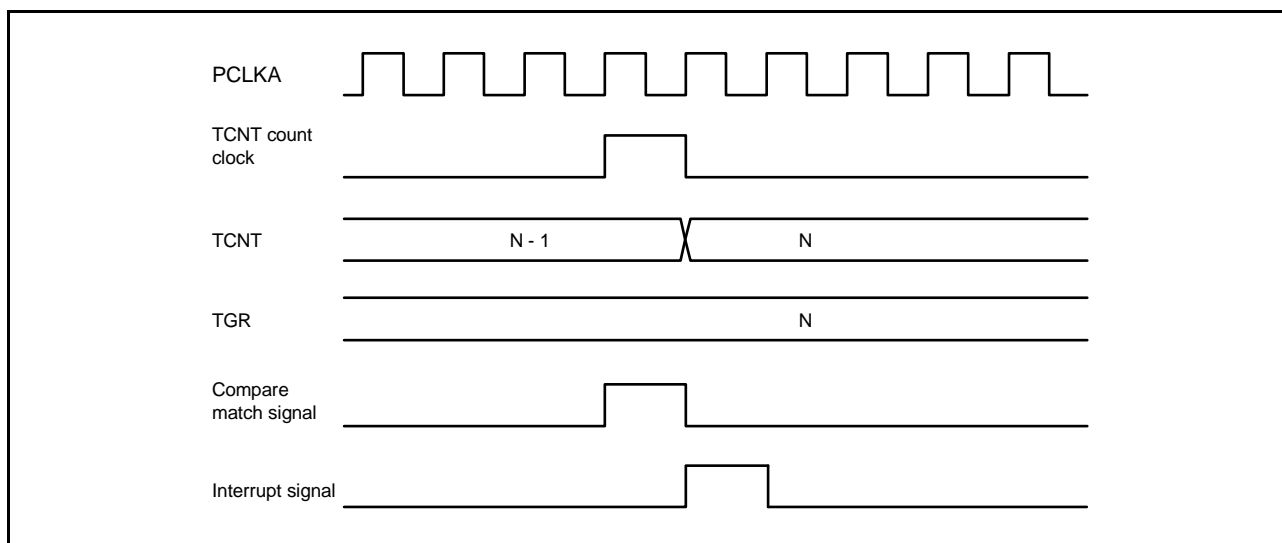 PCLKA
TCNT count
clock
TCNT
N - 1
N
TGR
N
Compare
match signal
Interrupt signal